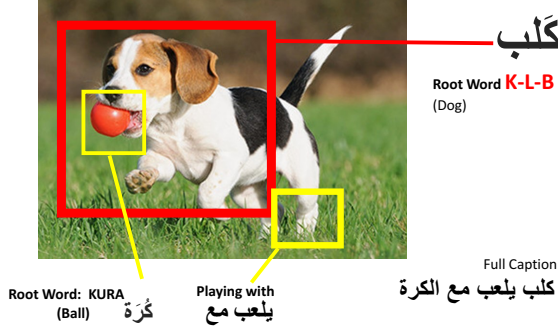 كَلب
Root Word K-L-B
(Dog)
Full Caption
كلب يلعب مع الكرة
Root Word: KURA
(Ball)
كُرَة
Playing with
يلعب مع